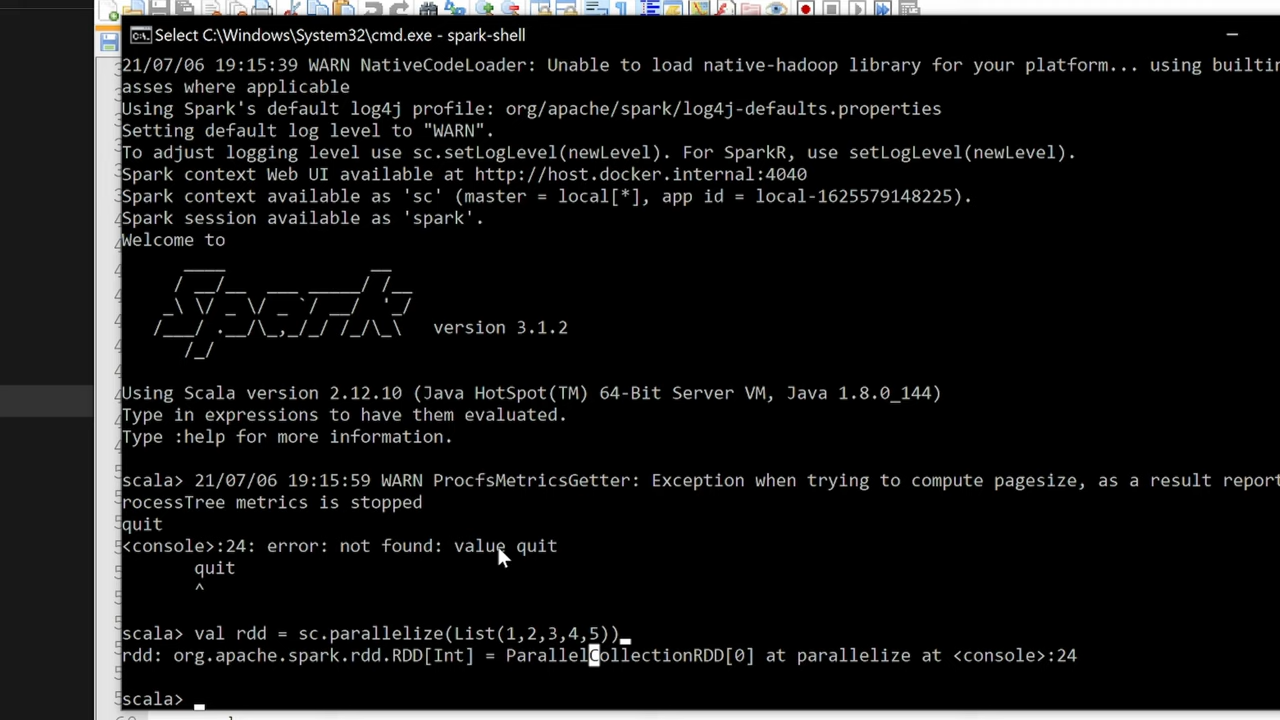 Select C:\Windows\System32\cmd.exe - spark-shell
21/07/06 19:15:39 WARN NativeCodeLoader: Unable to load native-hadoop library for your platform... using builtin
asses where applicable
Using Spark's default log4j profile: org/apache/spark/log4j-defaults.properties
Setting default log level to "WARN".
To adjust logging level use sc.setLogLevel(newLevel). For SparkR, use setLogLevel(newLevel).
Spark context Web UI available at http://host.docker.internal:4040
Spark context available as 'sc' (master = local[*], app id = local-1625579148225).
Spark session available as 'spark'.
Welcome to
Spark version 3.1.2
Using Scala version 2.12.10 (Java HotSpot(TM) 64-Bit Server VM, Java 1.8.0_144)
Type in expressions to have them evaluated.
Type :help for more information.
scala> 21/07/06 19:15:59 WARN ProcfsMetricsGetter: Exception when trying to compute pagesize, as a result report
rocessTree metrics is stopped
quit
<console>:24: error: not found: value quit
quit
^
scala> val rdd = sc.parallelize(List(1,2,3,4,5))
rdd: org.apache.spark.rdd.RDD[Int] = ParallelCollectionRDD[0] at parallelize at <console>:24
scala>